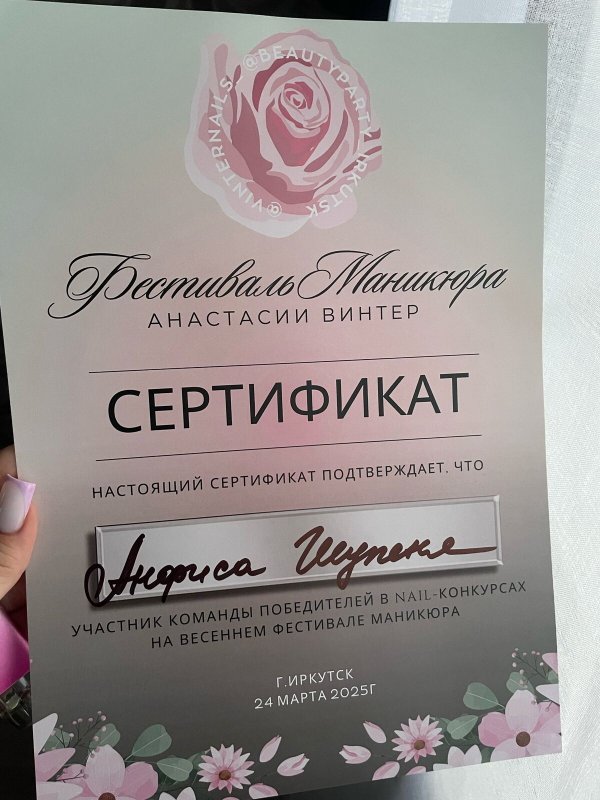 @VINTERNAILS_ @BEAUTYPARTY_IRKUTSK
Фестиваль Маникюра
АНАСТАСИИ ВИНТЕР
СЕРТИФИКАТ
НАСТОЯЩИЙ СЕРТИФИКАТ ПОДТВЕРЖДАЕТ, ЧТО
Анфиса
УЧАСТНИК КОМАНДЫ ПОБЕДИТЕЛЕЙ В NAIL-КОНКУРСАХ
НА ВЕСЕННЕМ ФЕСТИВАЛЕ МАНИКЮРА
Г.ИРКУТСК
24 МАРТА 2025Г